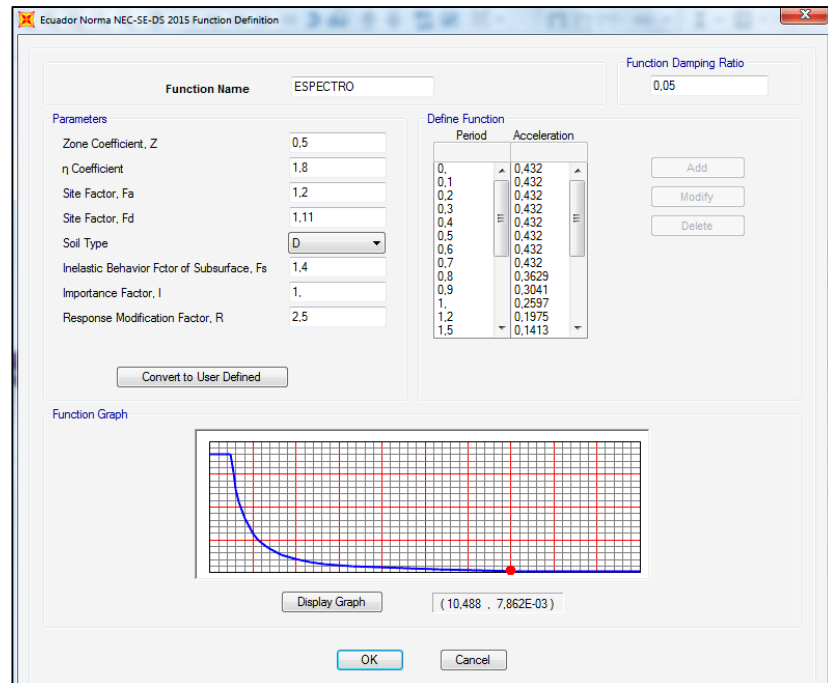 Ecuador Norma NEC-SE-DS 2015 Function Definition
Function Name ESPECTRO
Function Damping Ratio
0,05
Parameters
Zone Coefficient, Z 0,5
η Coefficient 1,8
Site Factor, Fa 1,2
Site Factor, Fd 1,11
Soil Type D
Inelastic Behavior Fctor of Subsurface, Fs 1,4
Importance Factor, I 1,
Response Modification Factor, R 2,5
Convert to User Defined
Define Function
Period Acceleration
0, 0,432
0,1 0,432
0,2 0,432
0,3 0,432
0,4 0,432
0,5 0,432
0,6 0,432
0,7 0,432
0,8 0,3629
0,9 0,3041
1, 0,2597
1,2 0,1975
1,5 0,1413
Add
Modify
Delete
Function Graph
Display Graph (10,488 , 7,862E-03)
OK Cancel